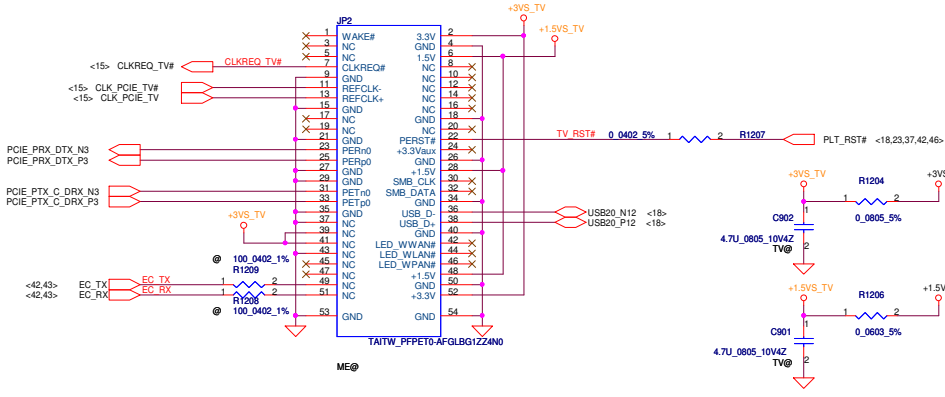 +3VS_TV
+1.5VS_TV
JP2
1 WAKE# 3.3V 2
3 NC GND 4
5 NC 1.5V 6
<15> CLKREQ_TV# CLKREQ_TV# 7 CLKREQ# NC 8
9 GND NC 10
<15> CLK_PCIE_TV# 11 REFCLK- NC 12
<15> CLK_PCIE_TV 13 REFCLK+ NC 14
15 GND NC 16
17 NC GND 18
19 NC NC 20
21 GND PERST# 22 TV_RST# 0_0402_5% 1 2 R1207 PLT_RST# <18,23,37,42,46>
PCIE_PRX_DTX_N3 23 PERn0 +3.3Vaux 24
PCIE_PRX_DTX_P3 25 PERp0 GND 26
27 GND +1.5V 28
29 GND SMB_CLK 30
PCIE_PTX_C_DRX_N3 31 PETn0 SMB_DATA 32
PCIE_PTX_C_DRX_P3 33 PETp0 GND 34
35 GND USB_D- 36 USB20_N12 <18>
37 NC USB_D+ 38 USB20_P12 <18>
+3VS_TV
39 NC GND 40
41 NC LED_WWAN# 42
43 NC LED_WLAN# 44
45 NC LED_WPAN# 46
47 NC +1.5V 48
@ 100_0402_1%
R1209
<42,43> EC_TX EC_TX 1 2 49 NC GND 50
<42,43> EC_RX EC_RX 1 2 51 NC +3.3V 52
R1208
@ 100_0402_1%
53 GND GND 54
TAITW_PFPET0-AFGLBG1ZZ4N0
ME@
+3VS_TV R1204 +3VS
1 2
0_0805_5%
C902 1
4.7U_0805_10V4Z
TV@ 2
+1.5VS_TV R1206 +1.5V
1 2
0_0603_5%
C901 1
4.7U_0805_10V4Z
TV@ 2